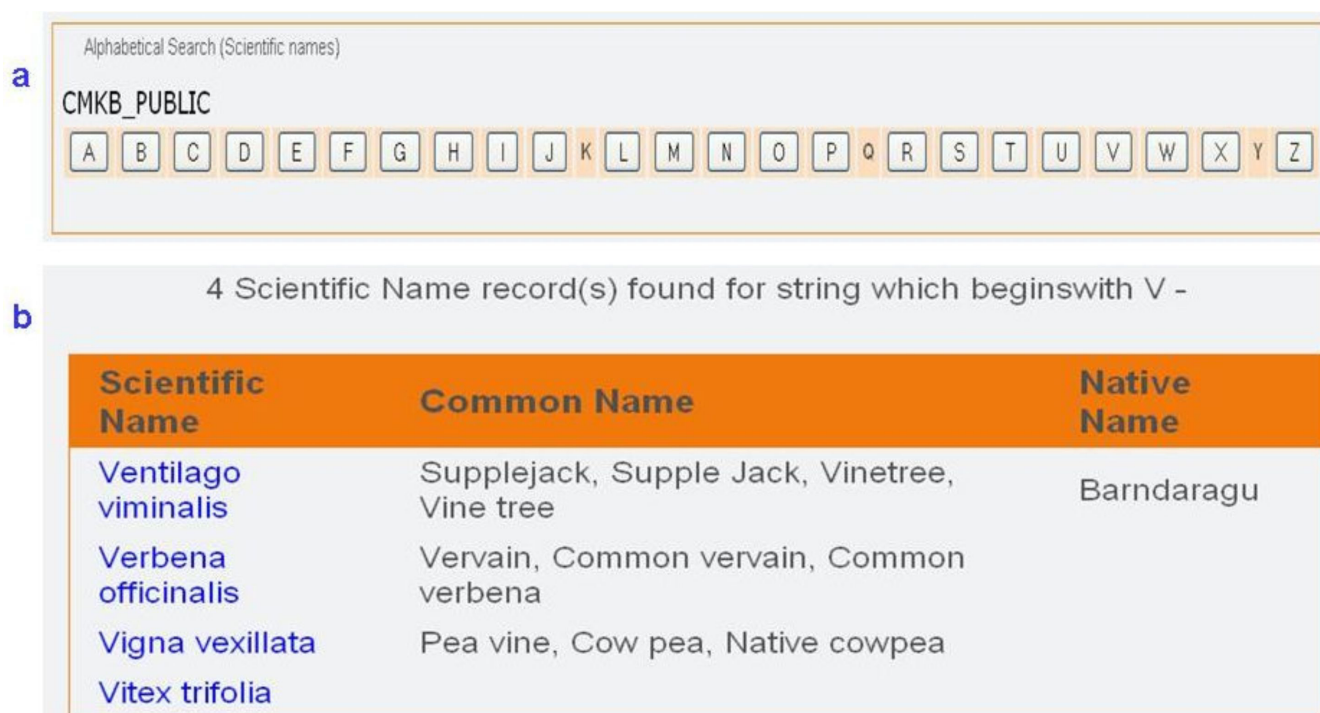 a
Alphabetical Search (Scientific names)
CMKB_PUBLIC
A B C D E F G H I J K L M N O P Q R S T U V W X Y Z
b
4 Scientific Name record(s) found for string which beginswith V -
Scientific Name Common Name Native Name
Ventilago viminalis Supplejack, Supple Jack, Vinetree, Vine tree Barndaragu
Verbena officinalis Vervain, Common vervain, Common verbena
Vigna vexillata Pea vine, Cow pea, Native cowpea
Vitex trifolia